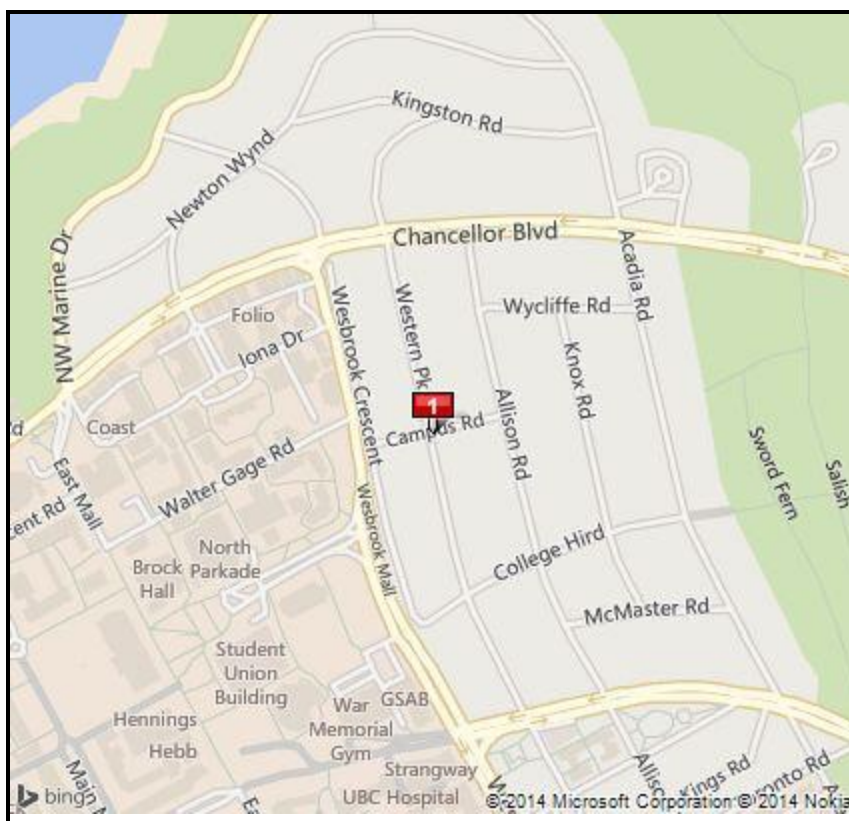 Kingston Rd
Newton Wynd
Chancellor Blvd
NW Marine Dr
Acadia Rd
Folio
Wesbrook Crescent
Western Pk
Wycliffe Rd
Iona Dr
Knox Rd
1
Allison Rd
Coast
Campus Rd
Walter Gage Rd
East Mall
Sword Fern
Salish
Wesbrook Mall
North
Parkade
Brock
Hall
College Hird
McMaster Rd
Student
Union
Building
War
Memorial
Gym
GSAB
Hennings
Hebb
Strangway
UBC Hospital
Kings Rd
bing
© 2014 Microsoft Corporation © 2014 Nokia